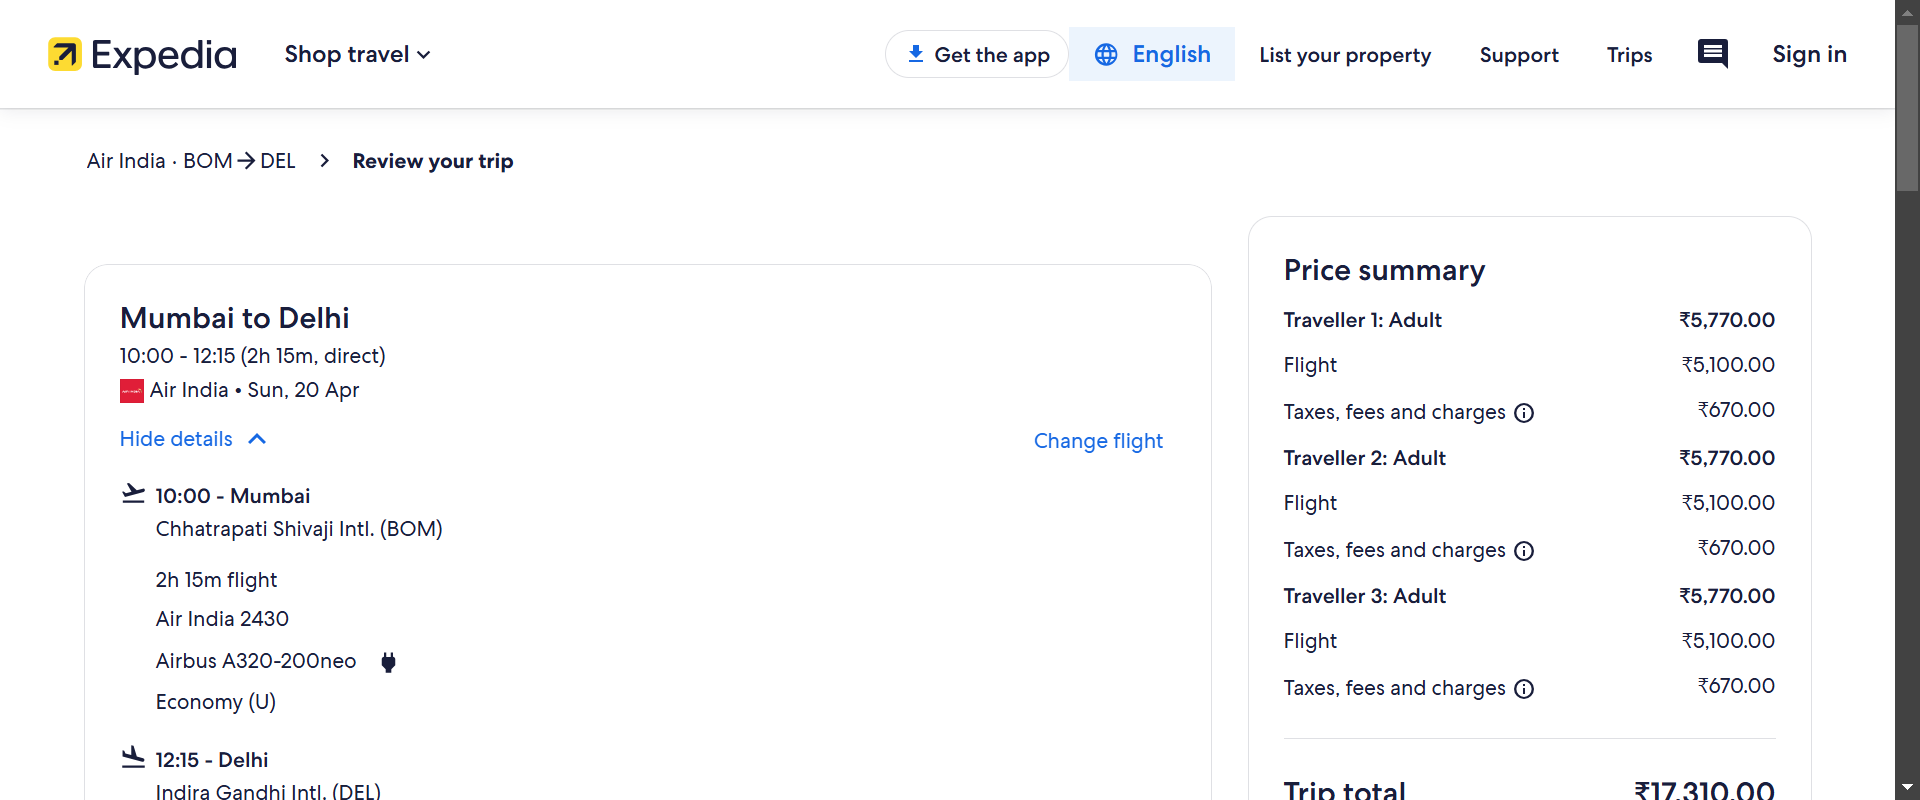 Expedia
Shop travel
Get the app
English
List your property
Support
Trips
Sign in
Air India · BOM → DEL
Review your trip
Mumbai to Delhi
10:00 - 12:15 (2h 15m, direct)
Air India • Sun, 20 Apr
Hide details
Change flight
10:00 - Mumbai
Chhatrapati Shivaji Intl. (BOM)
2h 15m flight
Air India 2430
Airbus A320-200neo
Economy (U)
12:15 - Delhi
Indira Gandhi Intl. (DEL)
Price summary
Traveller 1: Adult ₹5,770.00
Flight ₹5,100.00
Taxes, fees and charges ₹670.00
Traveller 2: Adult ₹5,770.00
Flight ₹5,100.00
Taxes, fees and charges ₹670.00
Traveller 3: Adult ₹5,770.00
Flight ₹5,100.00
Taxes, fees and charges ₹670.00
Trip total ₹17,310.00